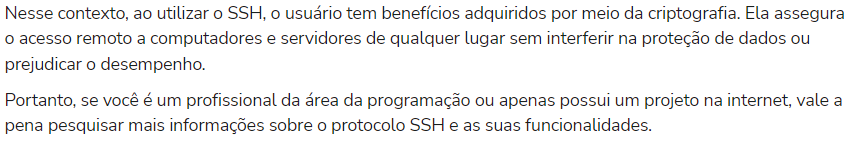 Nesse contexto, ao utilizar o SSH, o usuário tem benefícios adquiridos por meio da criptografia. Ela assegura
o acesso remoto a computadores e servidores de qualquer lugar sem interferir na proteção de dados ou
prejudicar o desempenho.
Portanto, se você é um profissional da área da programação ou apenas possui um projeto na internet, vale a
pena pesquisar mais informações sobre o protocolo SSH e as suas funcionalidades.